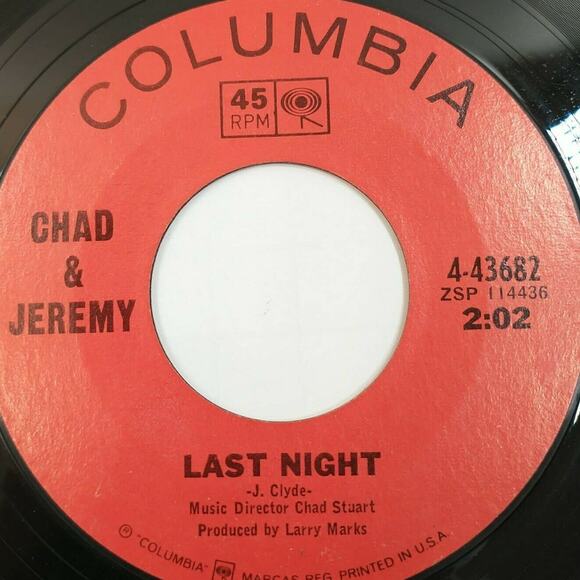 COLUMBIA
45
RPM
CHAD
&
JEREMY
4-43682
ZSP 114436
2:02
LAST NIGHT
-J. Clyde-
Music Director Chad Stuart
Produced by Larry Marks
® "COLUMBIA" MARCAS REG. PRINTED IN U.S.A.